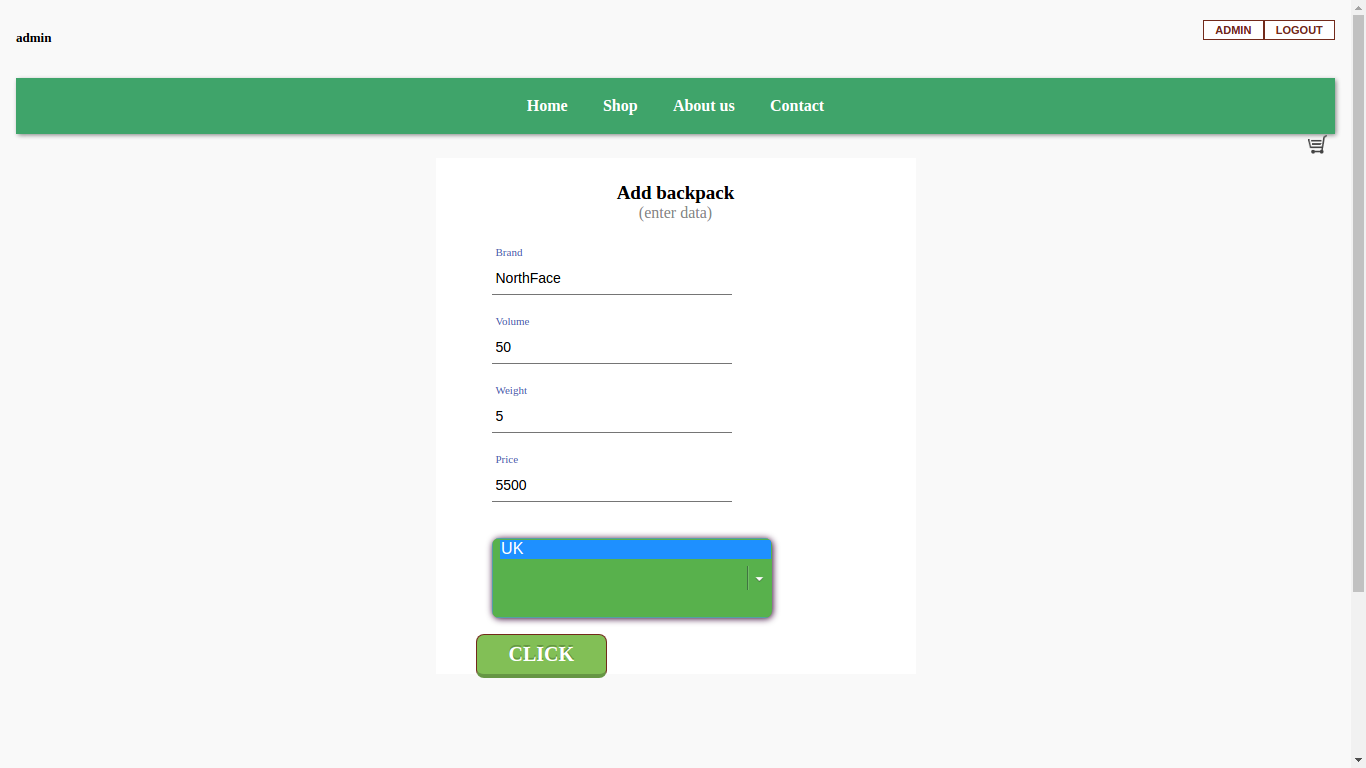 admin
ADMIN LOGOUT
Home Shop About us Contact
Add backpack
(enter data)
Brand
NorthFace
Volume
50
Weight
5
Price
5500
UK
CLICK